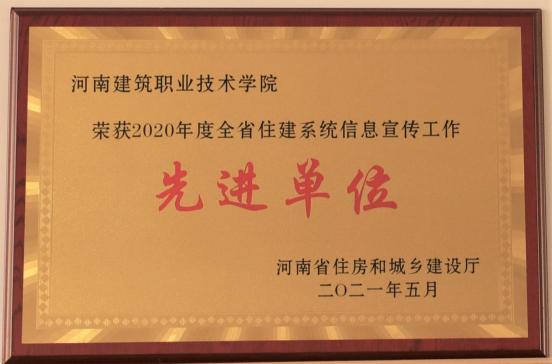 河南建筑职业技术学院
荣获2020年度全省住建系统信息宣传工作
先进单位
河南省住房和城乡建设厅
二〇二一年五月